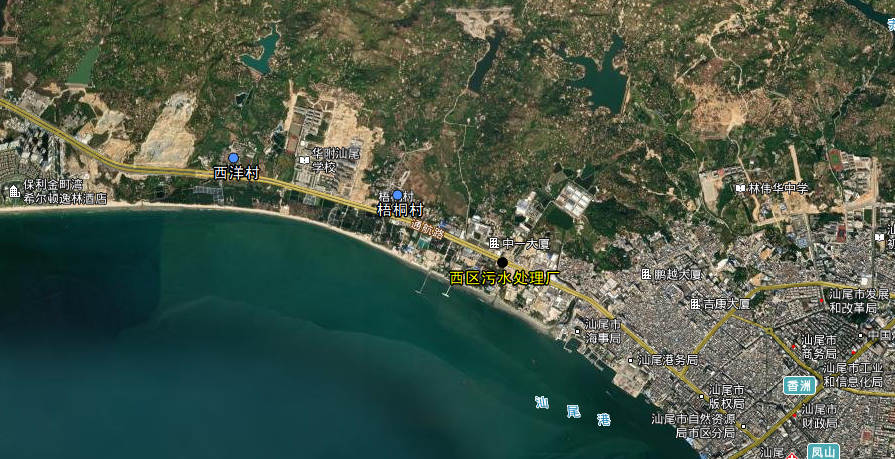 华附汕尾
学校
西洋村
保利金町湾
希尔顿逸林酒店
林伟华中学
梧桐村
梧桐村
通航路
中一大厦
西区污水处理厂
鹏越大厦
吉康大厦
汕尾市发展
和改革局
汕尾市
海事局
汕尾市
商务局
汕尾港务局
汕尾市工业
和信息化局
香洲
汕尾市
版权局
汕尾港
汕尾市
财政局
汕尾市自然资源
局市区分局
汕尾
凤山